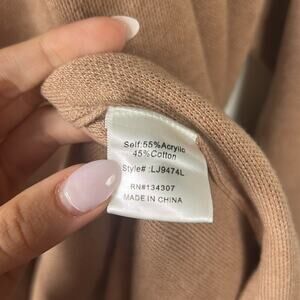 Self:55%Acrylic
45%Cotton
Style# :LJ9474L
RN#134307
MADE IN CHINA